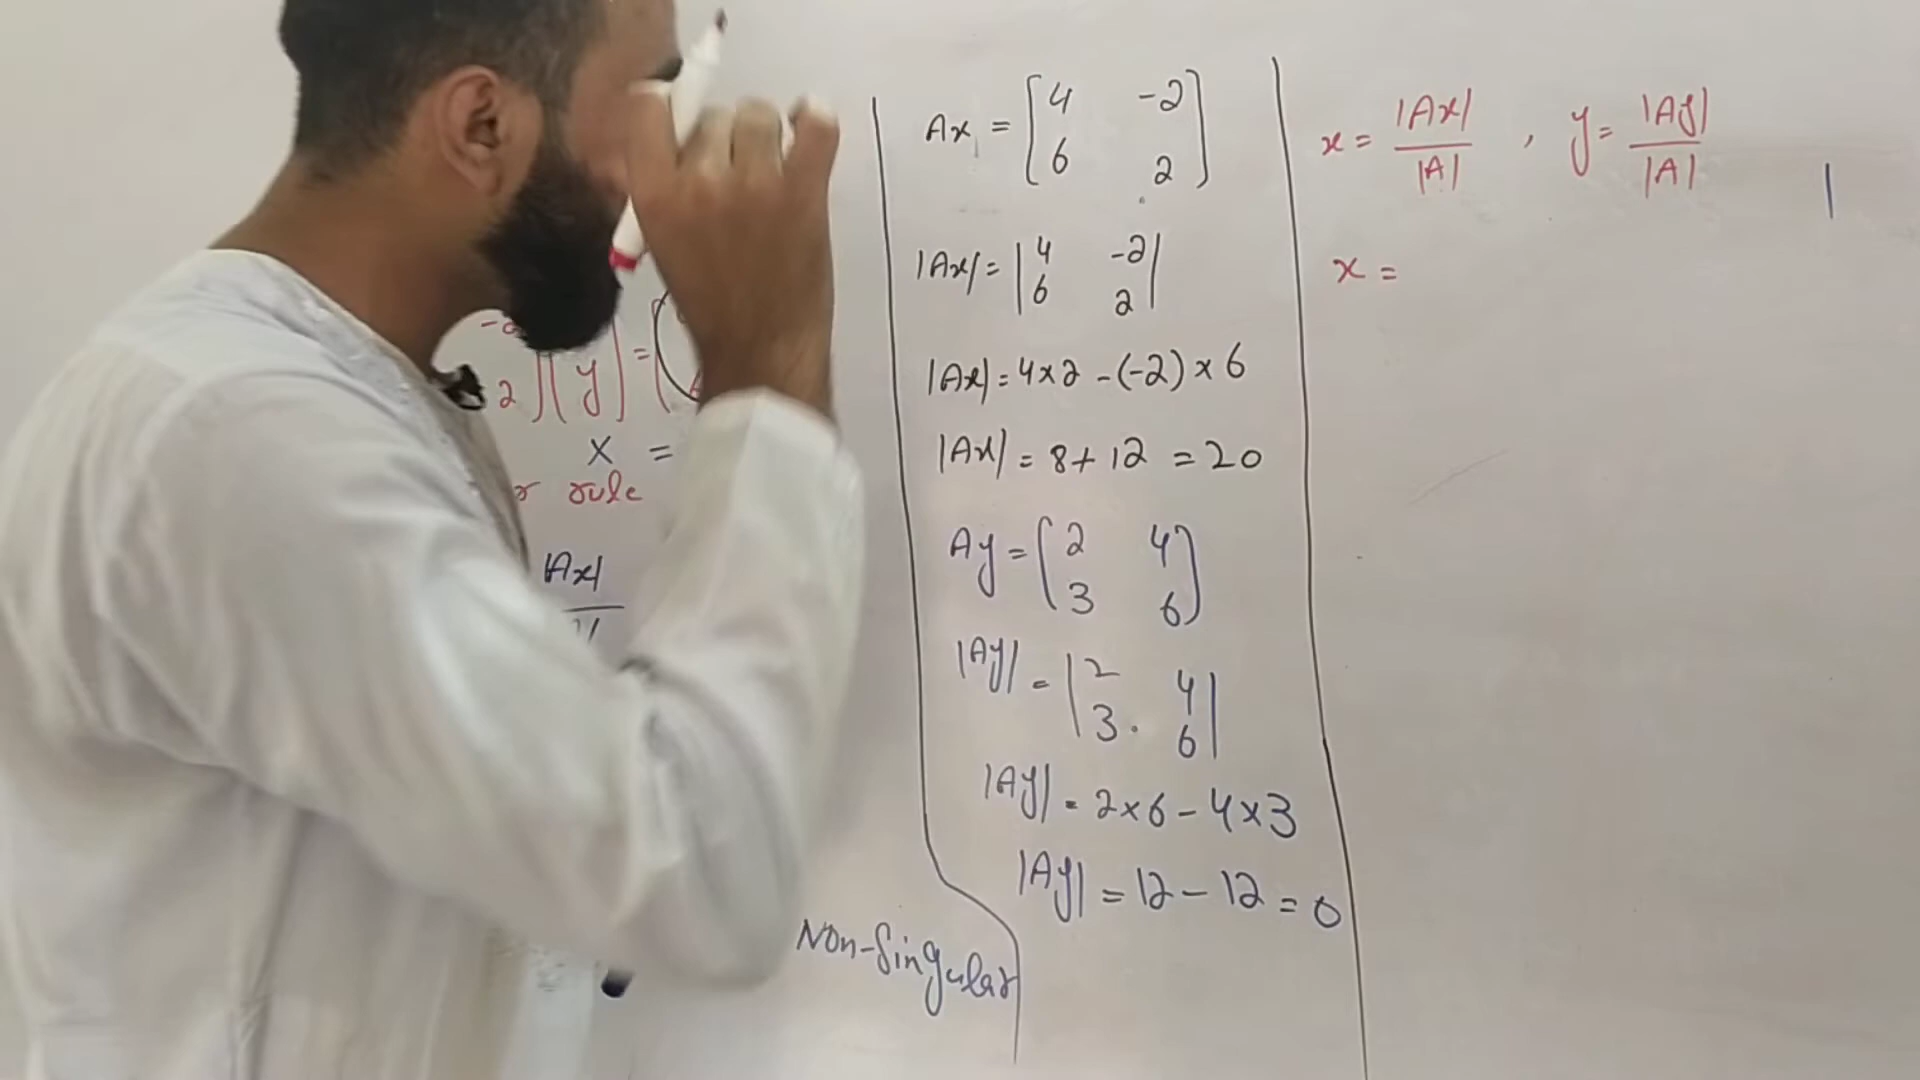 2 ] [ y ] = [
X =
rule
|Ax|
Non-Singular
Ax = [ 4 -2
6 2 ]
|Ax| = | 4 -2
6 2 |
|Ax| = 4×2 - (-2) × 6
|Ax| = 8 + 12 = 20
Ay = [ 2 4
3 6 ]
|Ay| = | 2 4
3 6 |
|Ay| = 2×6 - 4×3
|Ay| = 12 - 12 = 0
x = |Ax| / |A| , y = |Ay| / |A|
x =